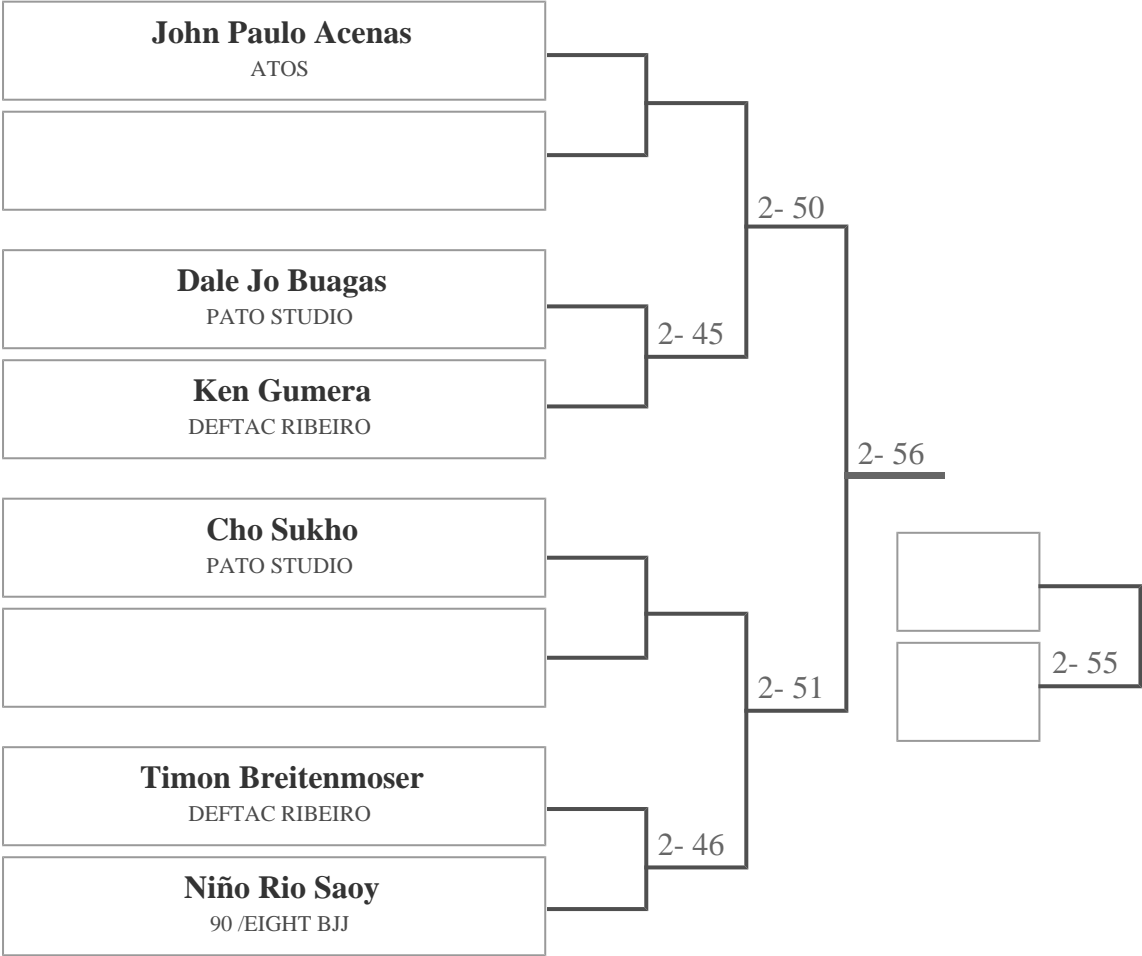 John Paulo Acenas
ATOS
2- 50
Dale Jo Buagas
PATO STUDIO
2- 45
Ken Gumera
DEFTAC RIBEIRO
2- 56
Cho Sukho
PATO STUDIO
2- 55
2- 51
Timon Breitenmoser
DEFTAC RIBEIRO
2- 46
Niño Rio Saoy
90 /EIGHT BJJ